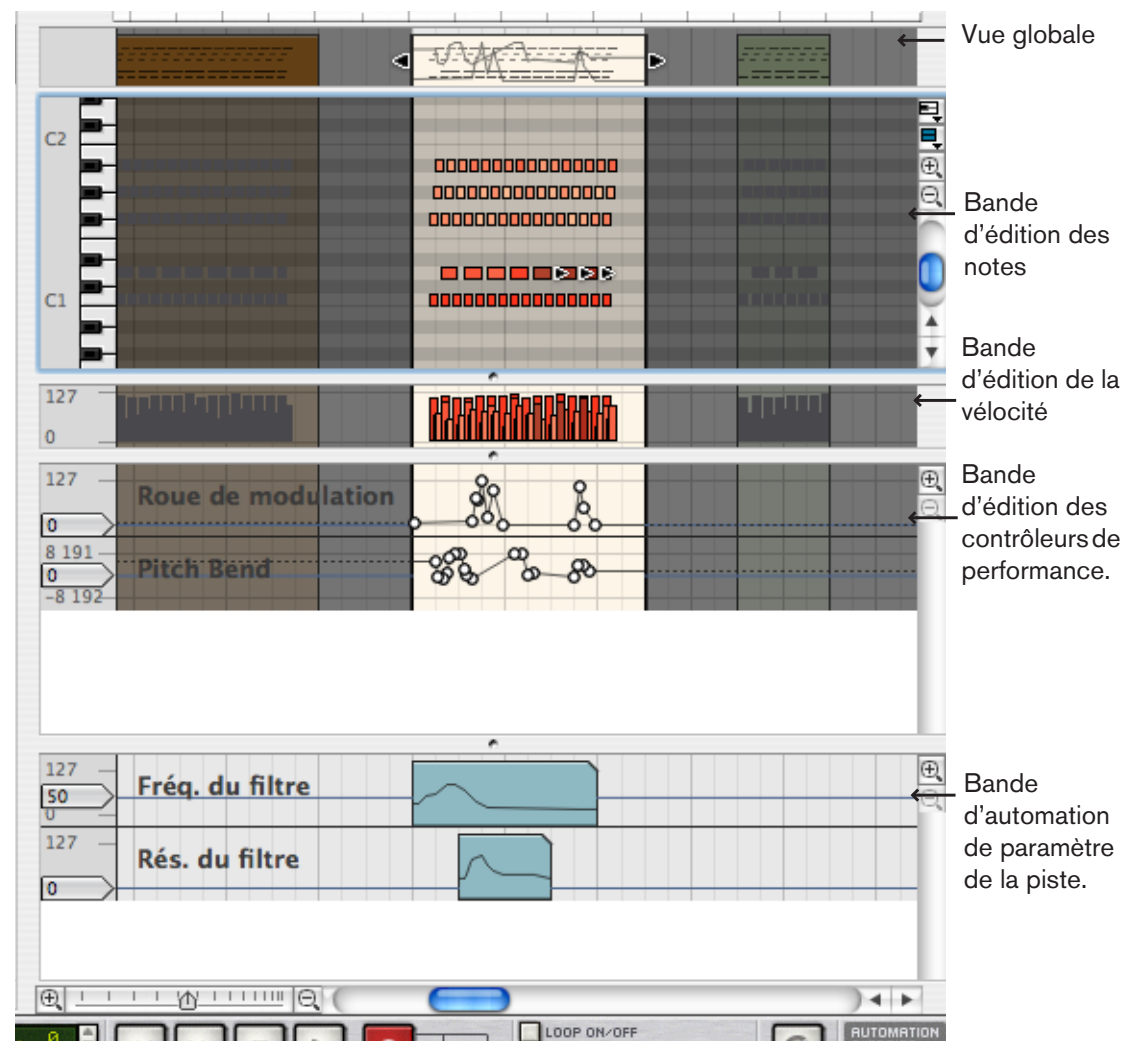 Vue globale
C2
C1
Bande
d'édition des
notes
127
0
Bande
d'édition de la
vélocité
127
0
Roue de modulation
8 191
0
-8 192
Pitch Bend
Bande
d'édition des
contrôleurs de
performance.
127
50
0
Fréq. du filtre
127
0
Rés. du filtre
Bande
d'automation
de paramètre
de la piste.
0
LOOP ON/OFF
AUTOMATION